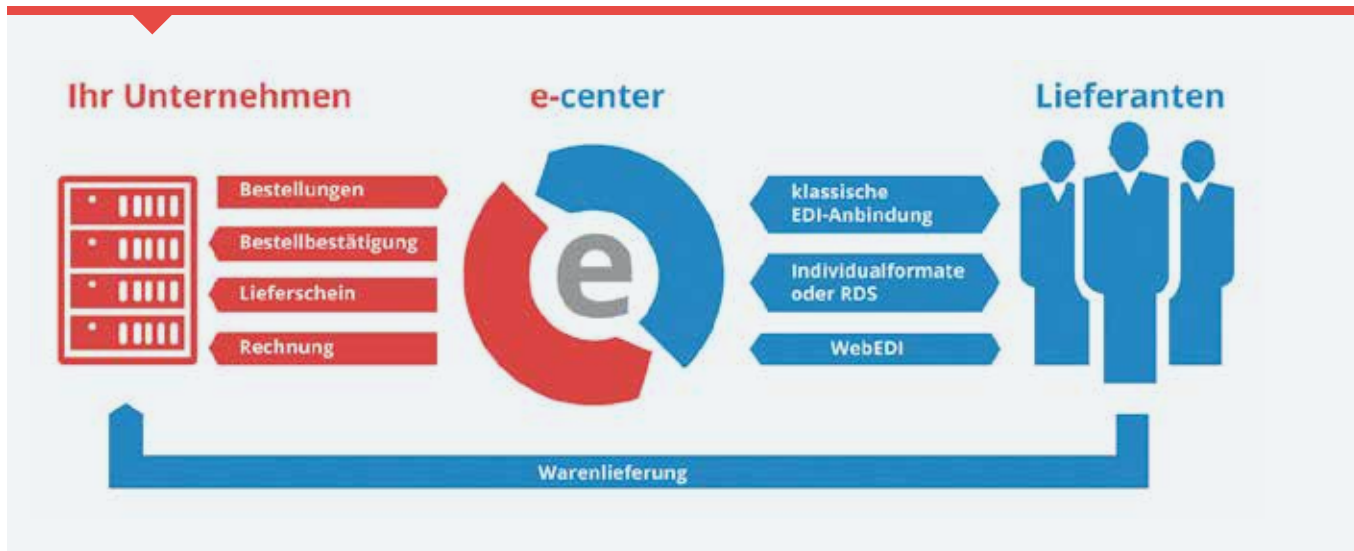 Ihr Unternehmen
e-center
Lieferanten
Bestellungen
Bestellbestätigung
Lieferschein
Rechnung
e
klassische
EDI-Anbindung
Individualformate
oder RDS
WebEDI
Warenlieferung